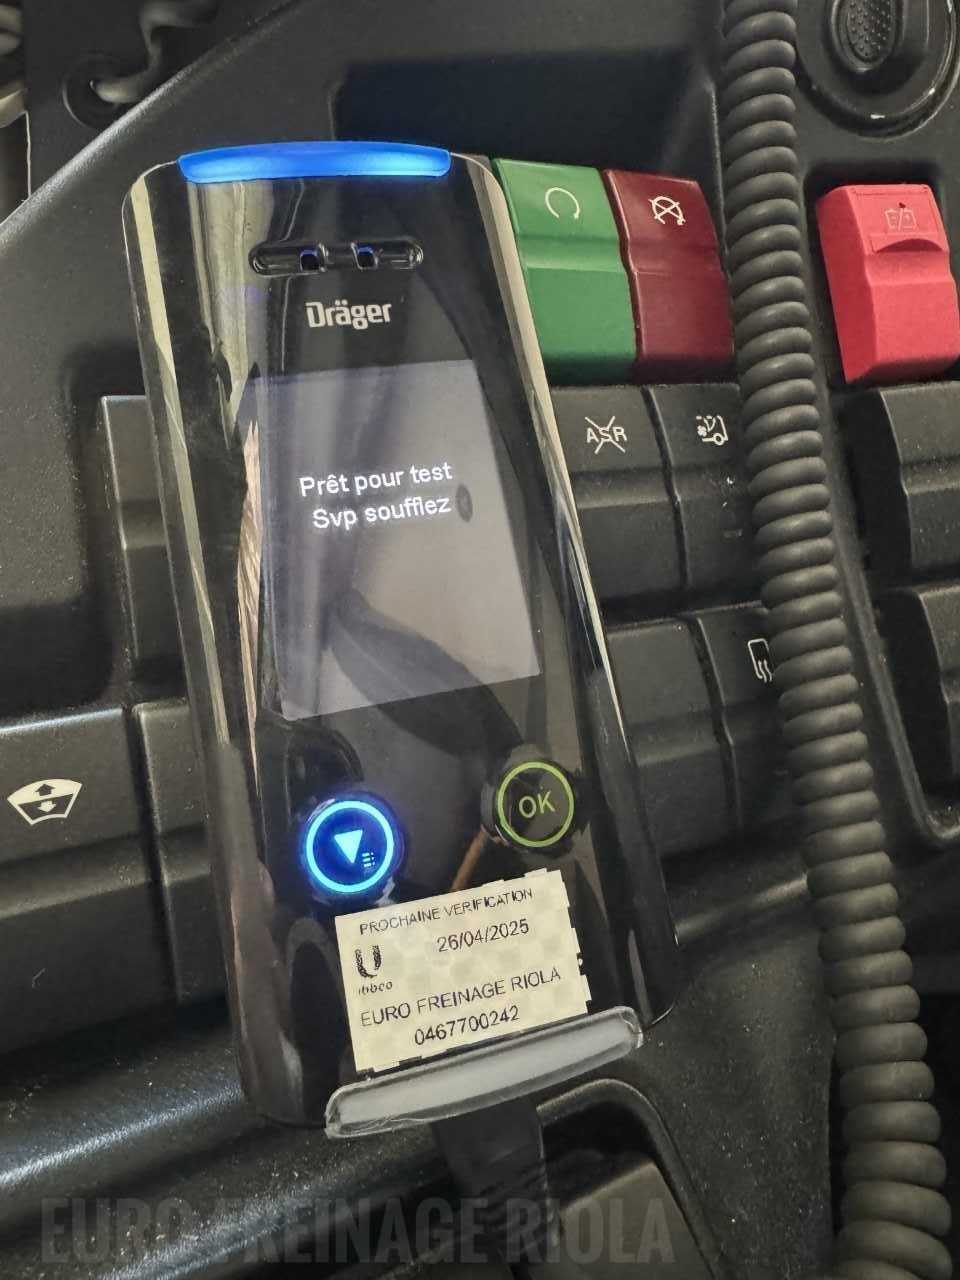 Dräger
ASR
Prêt pour test
Svp soufflez
OK
PROCHAINE VERIFICATION
26/04/2025
EURO FREINAGE RIOLA
0467700242
EURO FREINAGE RIOLA